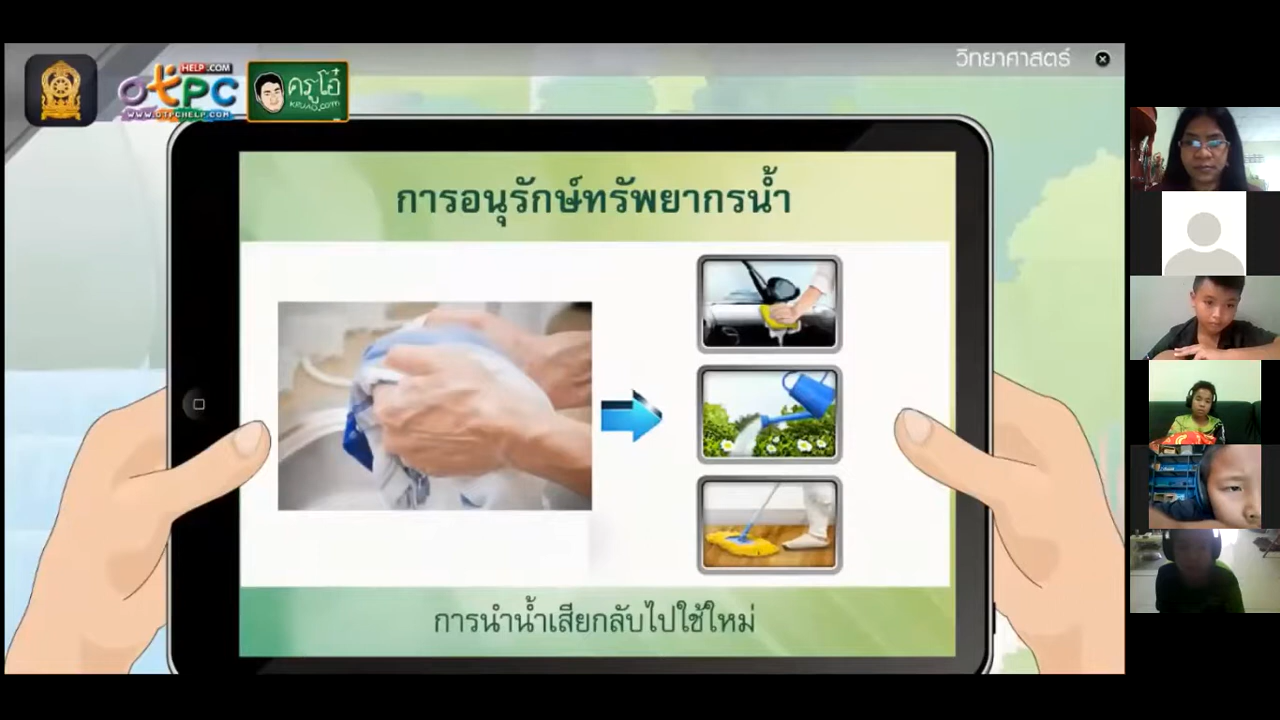 วิทยาศาสตร์
HELP.COM
OTPC
WWW.OTPCHELP.COM
ครูโอ๋
KRUAO.com
การอนุรักษ์ทรัพยากรน้ำ
การนำน้ำเสียกลับไปใช้ใหม่